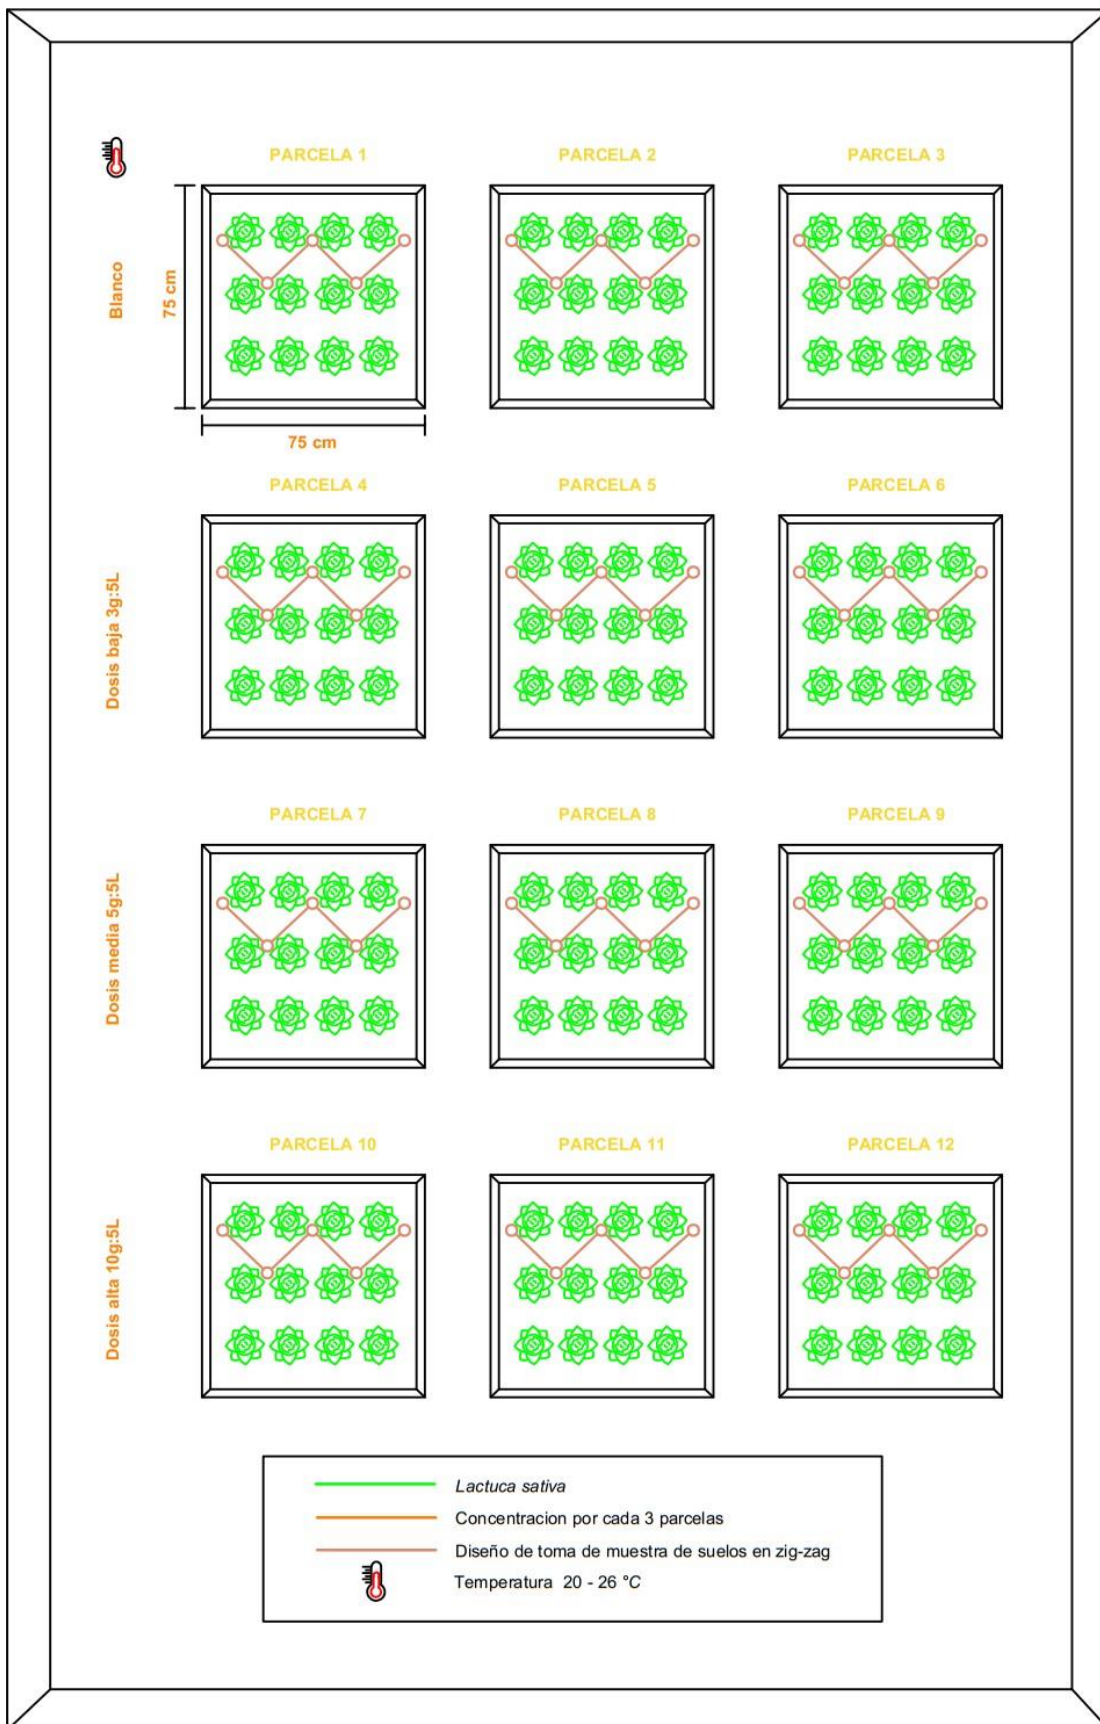 PARCELA 1
PARCELA 2
PARCELA 3
Blanco
75 cm
75 cm
PARCELA 4
PARCELA 5
PARCELA 6
Dosis baja 3g:5L
PARCELA 7
PARCELA 8
PARCELA 9
Dosis media 5g:5L
PARCELA 10
PARCELA 11
PARCELA 12
Dosis alta 10g:5L
Lactuca sativa
Concentracion por cada 3 parcelas
Diseño de toma de muestra de suelos en zig-zag
Temperatura 20 - 26 °C